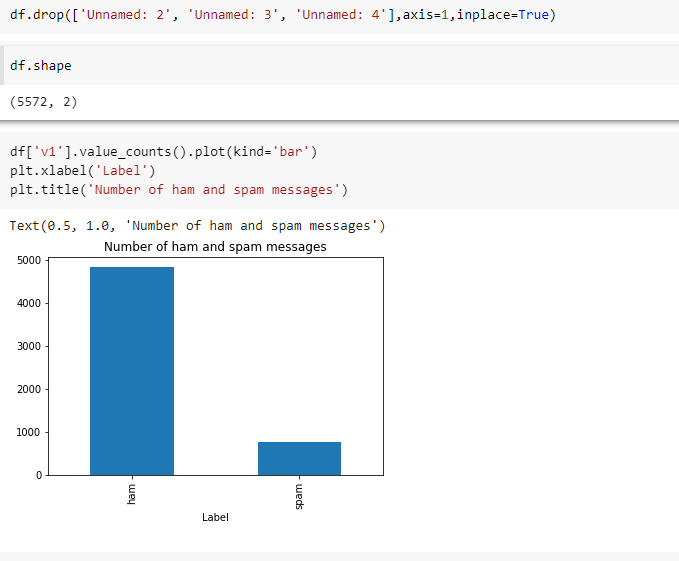 df.drop(['Unnamed: 2', 'Unnamed: 3', 'Unnamed: 4'],axis=1,inplace=True)
df.shape
(5572, 2)
df['v1'].value_counts().plot(kind='bar')
plt.xlabel('Label')
plt.title('Number of ham and spam messages')
Text(0.5, 1.0, 'Number of ham and spam messages')
Number of ham and spam messages
5000
4000
3000
2000
1000
0
ham
spam
Label